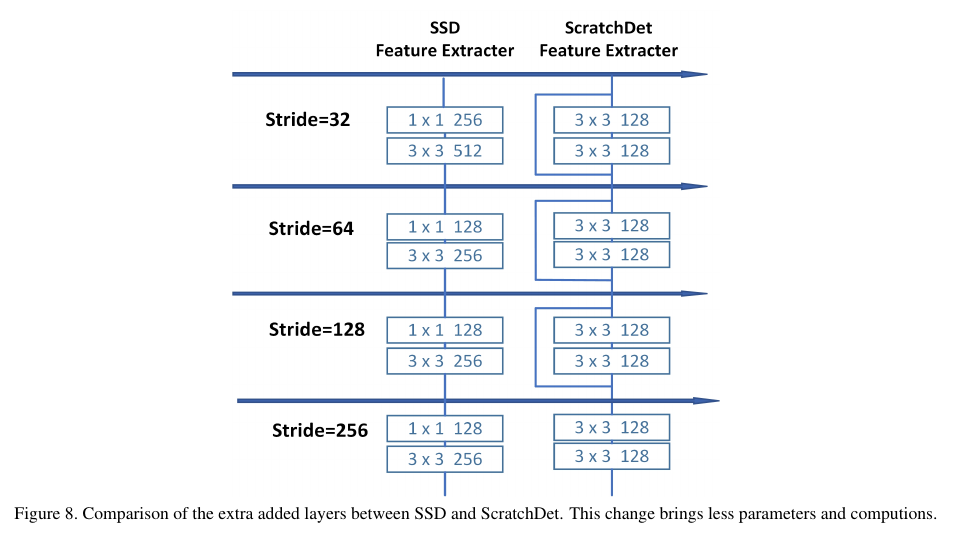 SSD
Feature Extracter
ScratchDet
Feature Extracter
Stride=32
1 x 1 256
3 x 3 512
3 x 3 128
3 x 3 128
Stride=64
1 x 1 128
3 x 3 256
3 x 3 128
3 x 3 128
Stride=128
1 x 1 128
3 x 3 256
3 x 3 128
3 x 3 128
Stride=256
1 x 1 128
3 x 3 256
3 x 3 128
3 x 3 128
Figure 8. Comparison of the extra added layers between SSD and ScratchDet. This change brings less parameters and computions.